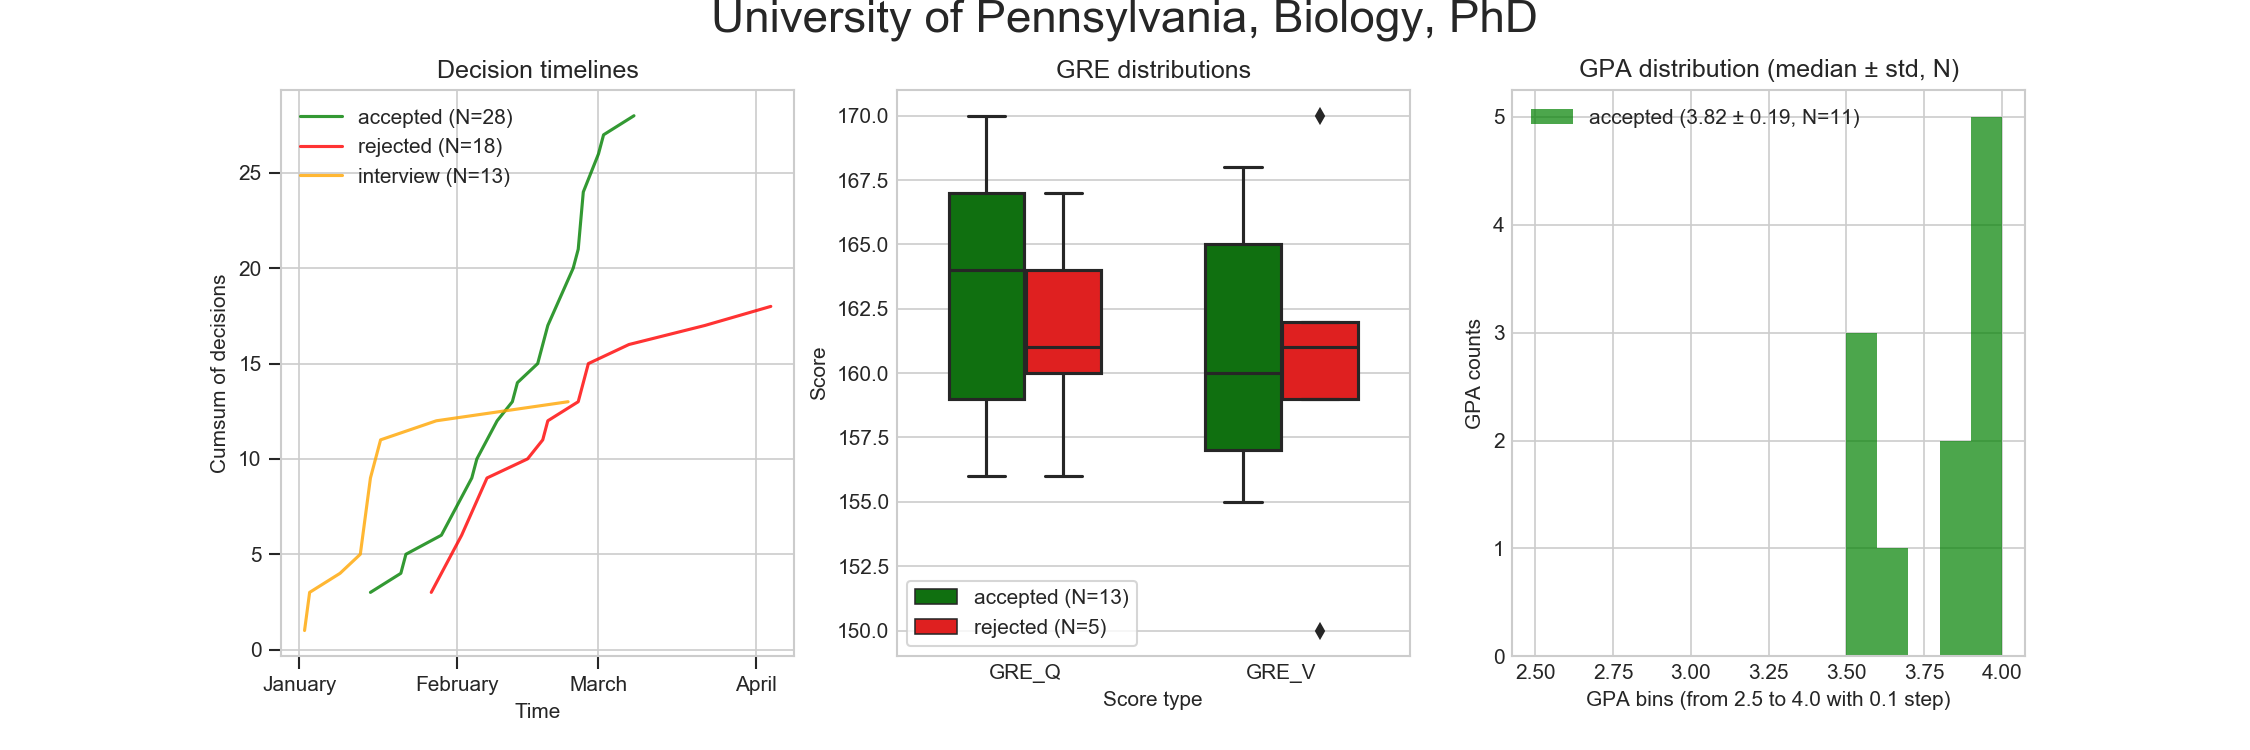 University of Pennsylvania, Biology, PhD
Decision timelines
accepted (N=28)
rejected (N=18)
interview (N=13)
25
20
15
10
5
0
Cumsum of decisions
January February March April
Time
GRE distributions
170.0
167.5
165.0
162.5
160.0
157.5
155.0
152.5
150.0
Score
accepted (N=13)
rejected (N=5)
GRE_Q GRE_V
Score type
GPA distribution (median ± std, N)
accepted (3.82 ± 0.19, N=11)
5
4
3
2
1
0
GPA counts
2.50 2.75 3.00 3.25 3.50 3.75 4.00
GPA bins (from 2.5 to 4.0 with 0.1 step)